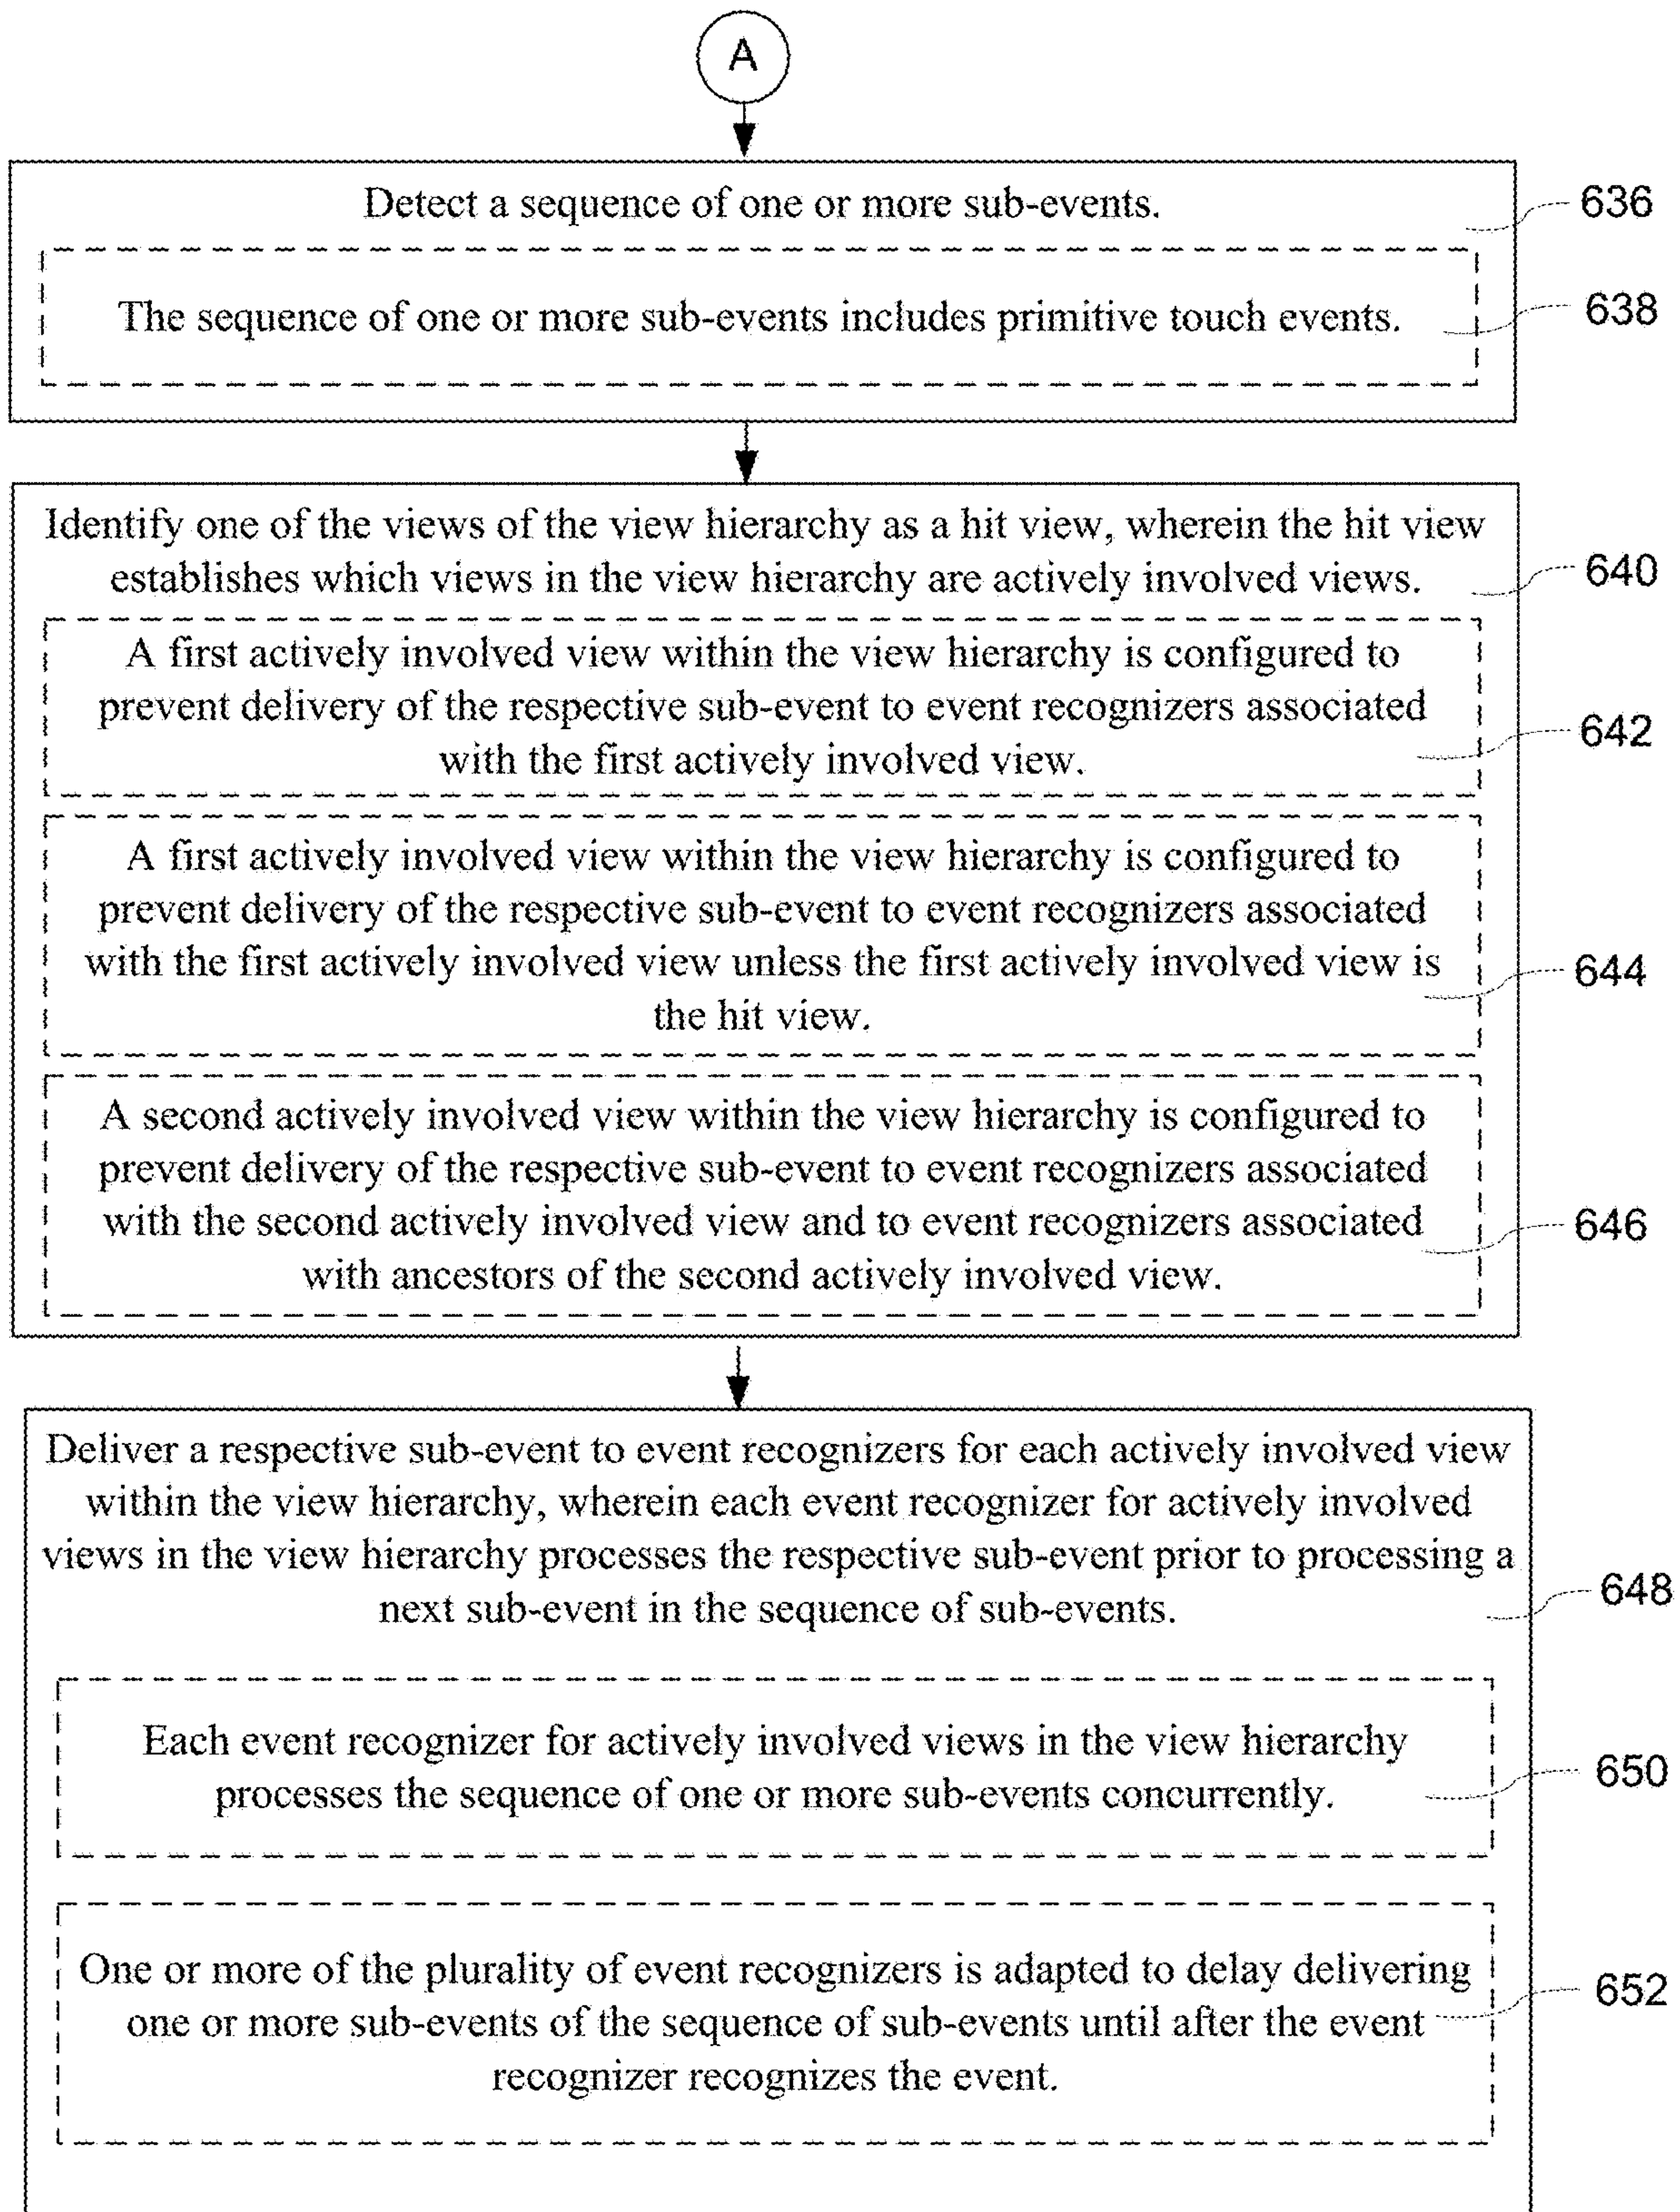 A
Detect a sequence of one or more sub-events.
636
The sequence of one or more sub-events includes primitive touch events.
638
Identify one of the views of the view hierarchy as a hit view, wherein the hit view
establishes which views in the view hierarchy are actively involved views.
640
A first actively involved view within the view hierarchy is configured to
prevent delivery of the respective sub-event to event recognizers associated
with the first actively involved view.
642
A first actively involved view within the view hierarchy is configured to
prevent delivery of the respective sub-event to event recognizers associated
with the first actively involved view unless the first actively involved view is
the hit view.
644
A second actively involved view within the view hierarchy is configured to
prevent delivery of the respective sub-event to event recognizers associated
with the second actively involved view and to event recognizers associated
with ancestors of the second actively involved view.
646
Deliver a respective sub-event to event recognizers for each actively involved view
within the view hierarchy, wherein each event recognizer for actively involved
views in the view hierarchy processes the respective sub-event prior to processing a
next sub-event in the sequence of sub-events.
648
Each event recognizer for actively involved views in the view hierarchy
processes the sequence of one or more sub-events concurrently.
650
One or more of the plurality of event recognizers is adapted to delay delivering
one or more sub-events of the sequence of sub-events until after the event
recognizer recognizes the event.
652